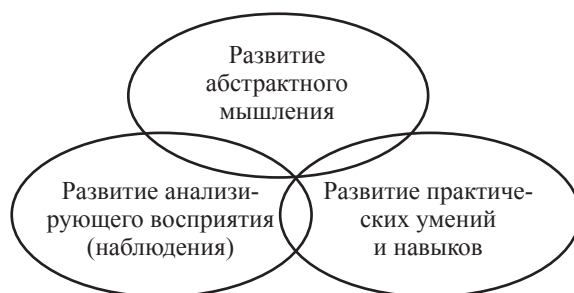 Развитие
абстрактного
мышления
Развитие анализи-
рующего восприятия
(наблюдения)
Развитие практиче-
ских умений
и навыков